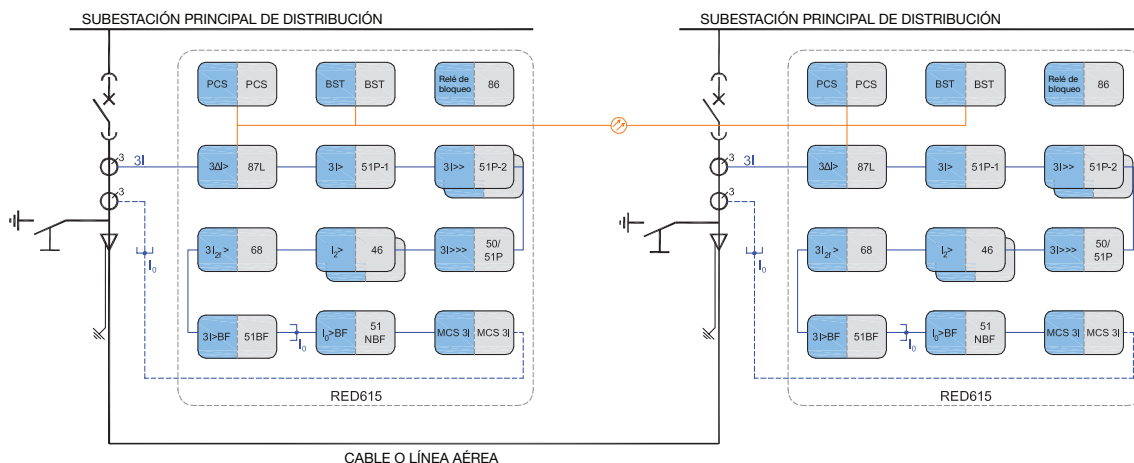 SUBESTACIÓN PRINCIPAL DE DISTRIBUCIÓN SUBESTACIÓN PRINCIPAL DE DISTRIBUCIÓN
PCS PCS BST BST Relé de bloqueo 86 PCS PCS BST BST Relé de bloqueo 86
3 3I 3ΔI> 87L 3I> 51P-1 3I>> 51P-2 3 3I 3ΔI> 87L 3I> 51P-1 3I>> 51P-2
3 3
I₀ 3I₂f> 68 I₂> 46 3I>>> 50/ 51P I₀ 3I₂f> 68 I₂> 46 3I>>> 50/ 51P
3I>BF 51BF I₀ I₀>BF 51 NBF MCS 3I MCS 3I 3I>BF 51BF I₀ I₀>BF 51 NBF MCS 3I MCS 3I
RED615 RED615
CABLE O LÍNEA AÉREA